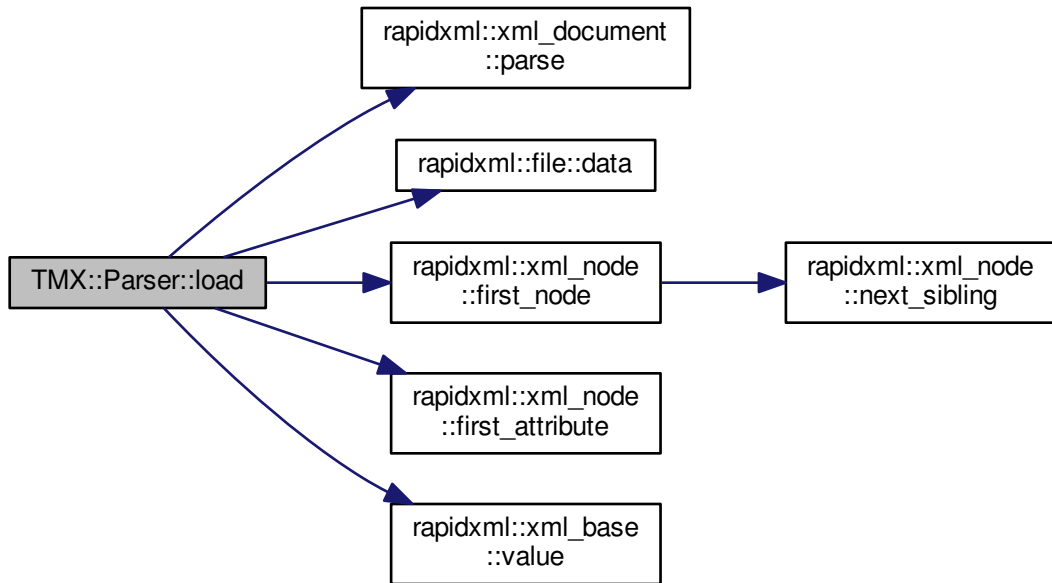 rapidxml::xml_document
::parse
rapidxml::file::data
TMX::Parser::load
rapidxml::xml_node
::first_node
rapidxml::xml_node
::next_sibling
rapidxml::xml_node
::first_attribute
rapidxml::xml_base
::value